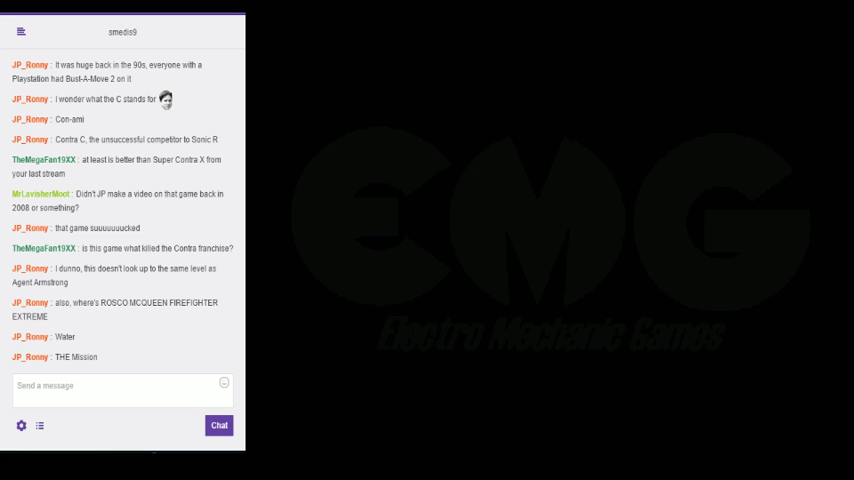 smedis9
JP_Ronny : It was huge back in the 90s, everyone with a
Playstation had Bust-A-Move 2 on it
JP_Ronny : I wonder what the C stands for
JP_Ronny : Con-ami
JP_Ronny : Contra C, the unsuccessful competitor to Sonic R
TheMegaFan19XX : at least is better than Super Contra X from
your last stream
MrLavisherMoot : Didn't JP make a video on that game back in
2008 or something?
JP_Ronny : that game suuuuuuucked
TheMegaFan19XX : is this game what killed the Contra franchise?
JP_Ronny : I dunno, this doesn't look up to the same level as
Agent Armstrong
JP_Ronny : also, where's ROSCO MCQUEEN FIREFIGHTER
EXTREME
JP_Ronny : Water
JP_Ronny : THE Mission
Send a message
Chat
EMG
Electro Mechanic Games